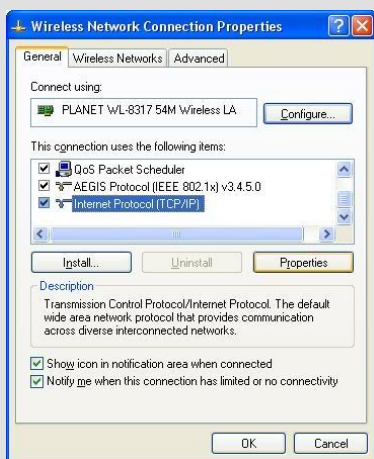 Wireless Network Connection Properties
General
Wireless Networks
Advanced
Connect using:
PLANET WL-8317 54M Wireless LA
Configure...
This connection uses the following items:
QoS Packet Scheduler
AEGIS Protocol (IEEE 802.1x) v3.4.5.0
Internet Protocol (TCP/IP)
Install...
Uninstall
Properties
Description
Transmission Control Protocol/Internet Protocol. The default
wide area network protocol that provides communication
across diverse interconnected networks.
Show icon in notification area when connected
Notify me when this connection has limited or no connectivity
OK
Cancel